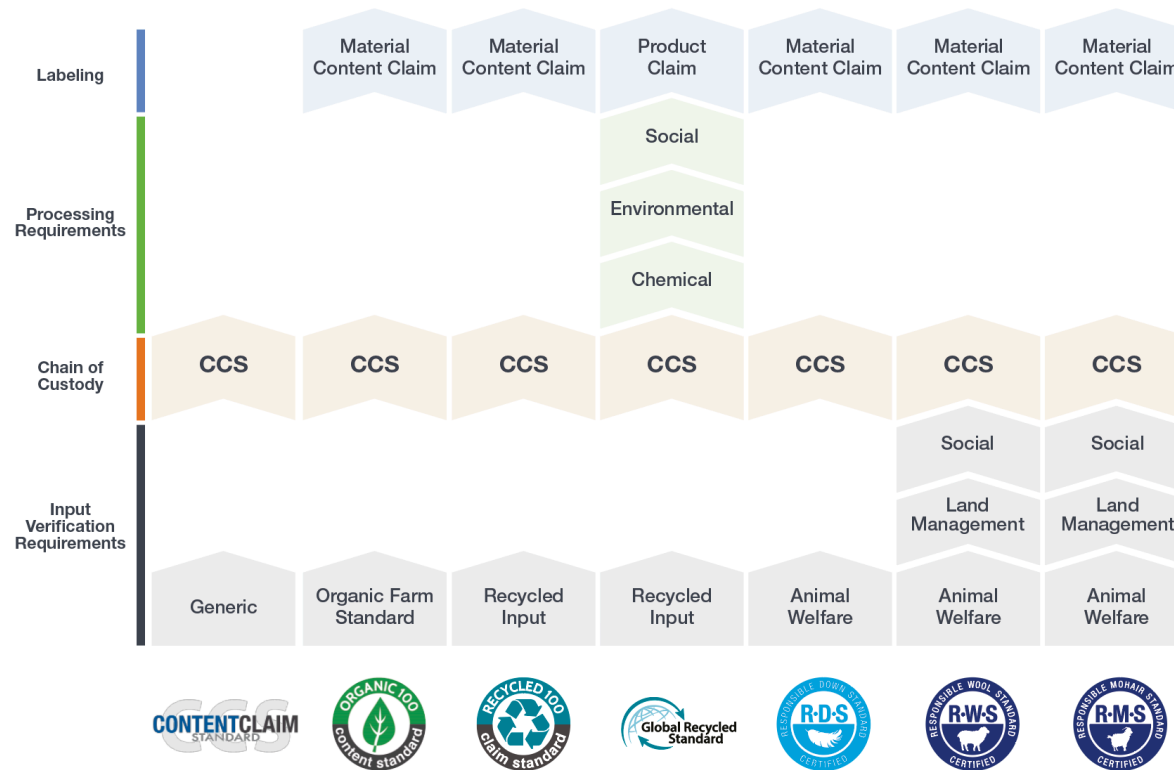 Labeling
Material
Content Claim
Material
Content Claim
Product
Claim
Material
Content Claim
Material
Content Claim
Material
Content Claim
Processing
Requirements
Social
Environmental
Chemical
Chain of
Custody
CCS
CCS
CCS
CCS
CCS
CCS
CCS
Input
Verification
Requirements
Social
Social
Land
Management
Land
Management
Generic
Organic Farm
Standard
Recycled
Input
Recycled
Input
Animal
Welfare
Animal
Welfare
Animal
Welfare
CCS
CONTENTCLAIM
STANDARD
ORGANIC 100
content standard
RECYCLED 100
claim standard
Global Recycled
Standard
RESPONSIBLE DOWN STANDARD
R·D·S
CERTIFIED
RESPONSIBLE WOOL STANDARD
R·W·S
CERTIFIED
RESPONSIBLE MOHAIR STANDARD
R·M·S
CERTIFIED